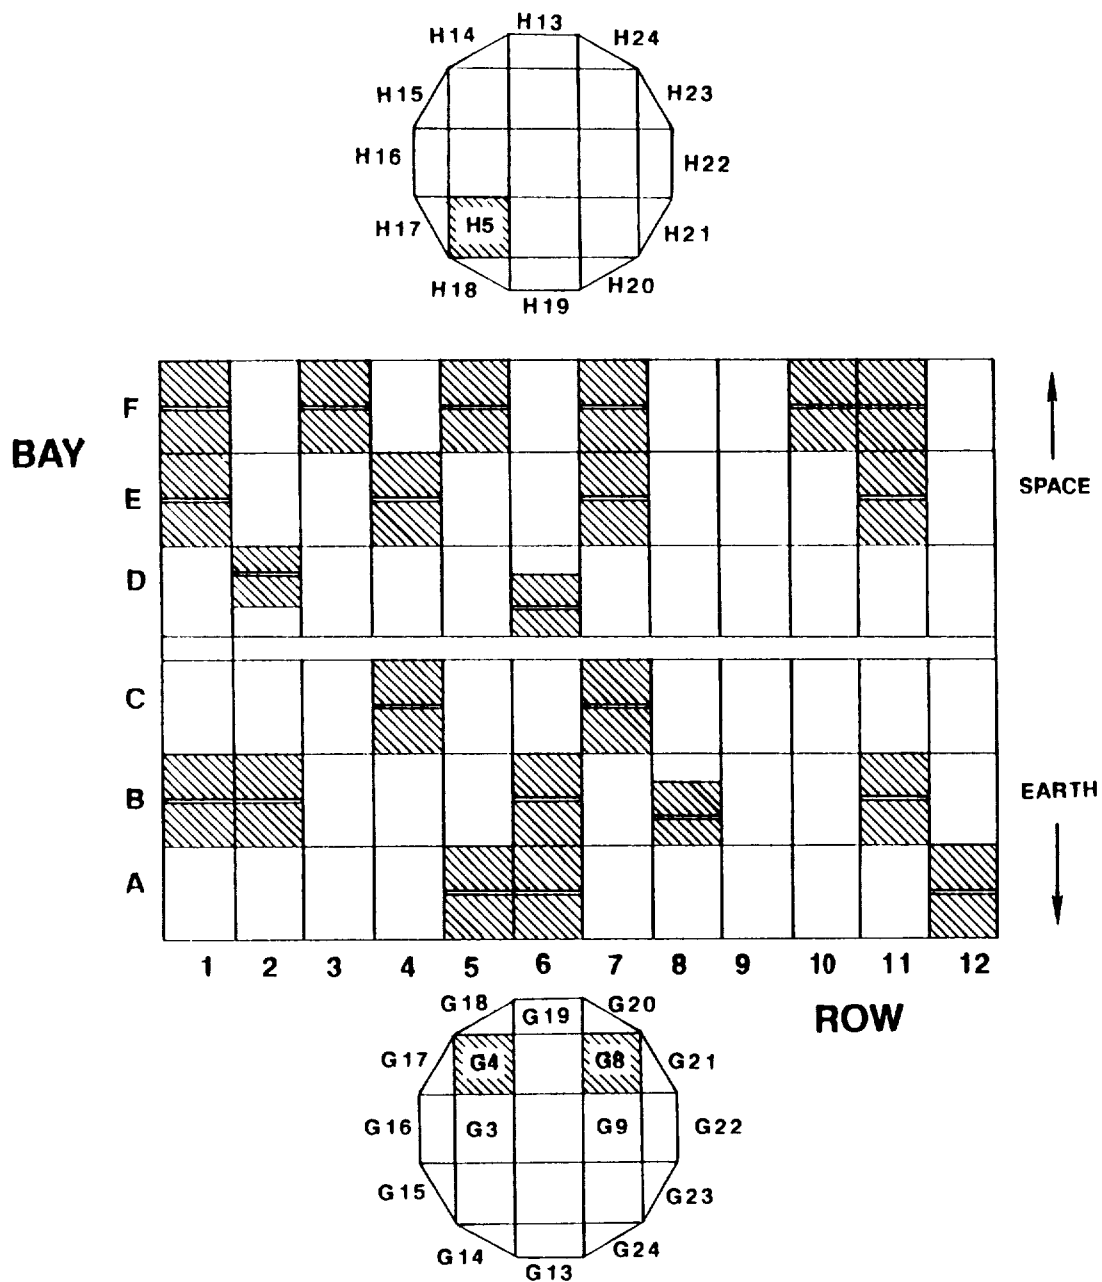 H13
H14 H24
H15 H23
H16 H22
H17 H5 H21
H18 H20
H19
F
BAY
SPACE
E
D
C
B
EARTH
A
1 2 3 4 5 6 7 8 9 10 11 12
ROW
G18 G19 G20
G17 G4 G8 G21
G16 G3 G9 G22
G15 G23
G14 G24
G13